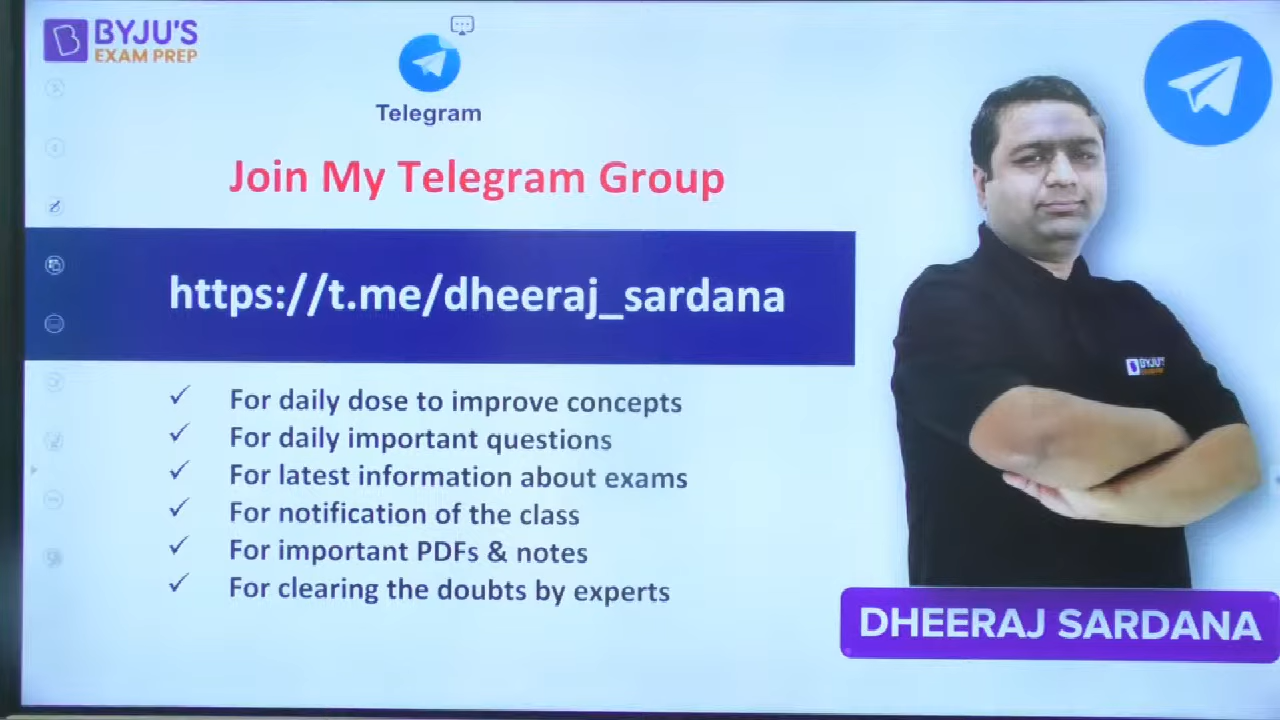 BYJU'S
EXAM PREP
Telegram
Join My Telegram Group
https://t.me/dheeraj_sardana
✓ For daily dose to improve concepts
✓ For daily important questions
✓ For latest information about exams
✓ For notification of the class
✓ For important PDFs & notes
✓ For clearing the doubts by experts
BYJU'S
DHEERAJ SARDANA